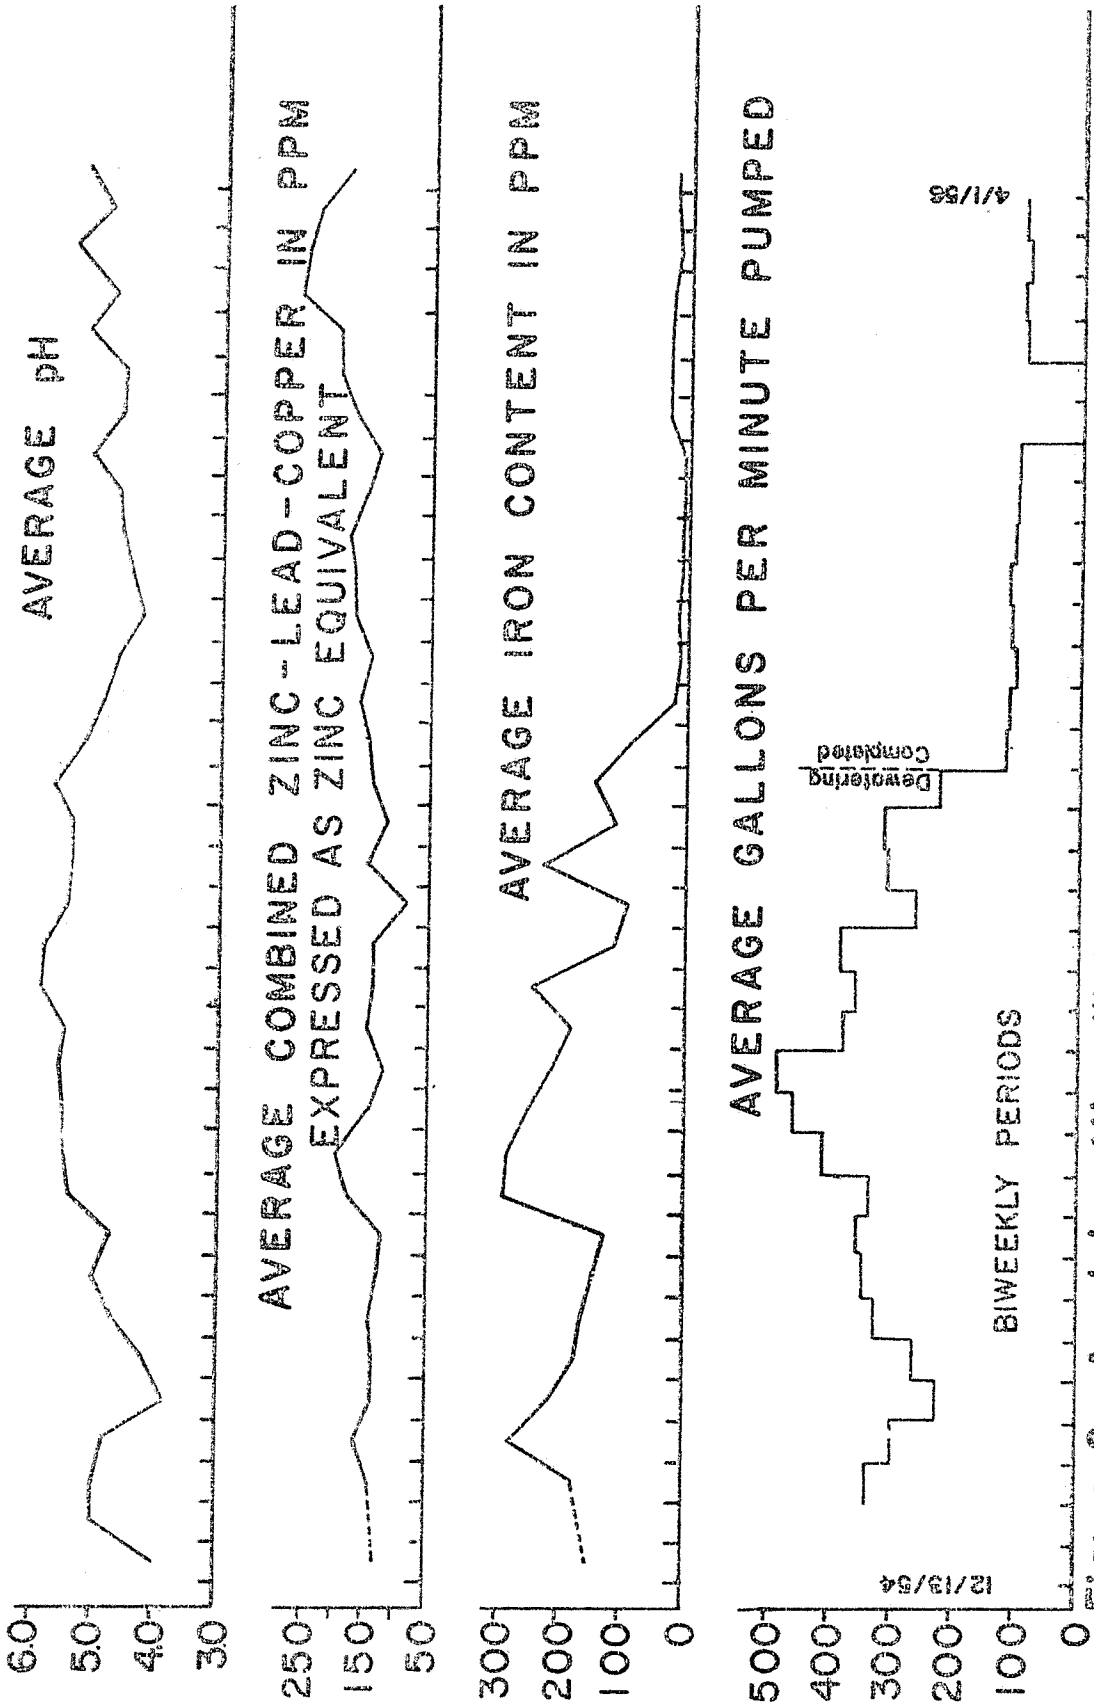 AVERAGE pH
6.0
5.0
4.0
3.0
AVERAGE COMBINED ZINC-LEAD-COPPER IN PPM
EXPRESSED AS ZINC EQUIVALENT
250
150
50
AVERAGE IRON CONTENT IN PPM
300
200
100
0
AVERAGE GALLONS PER MINUTE PUMPED
500
400
300
200
100
0
12/13/54
Dewatering
Completed
4/1/56
BIWEEKLY PERIODS